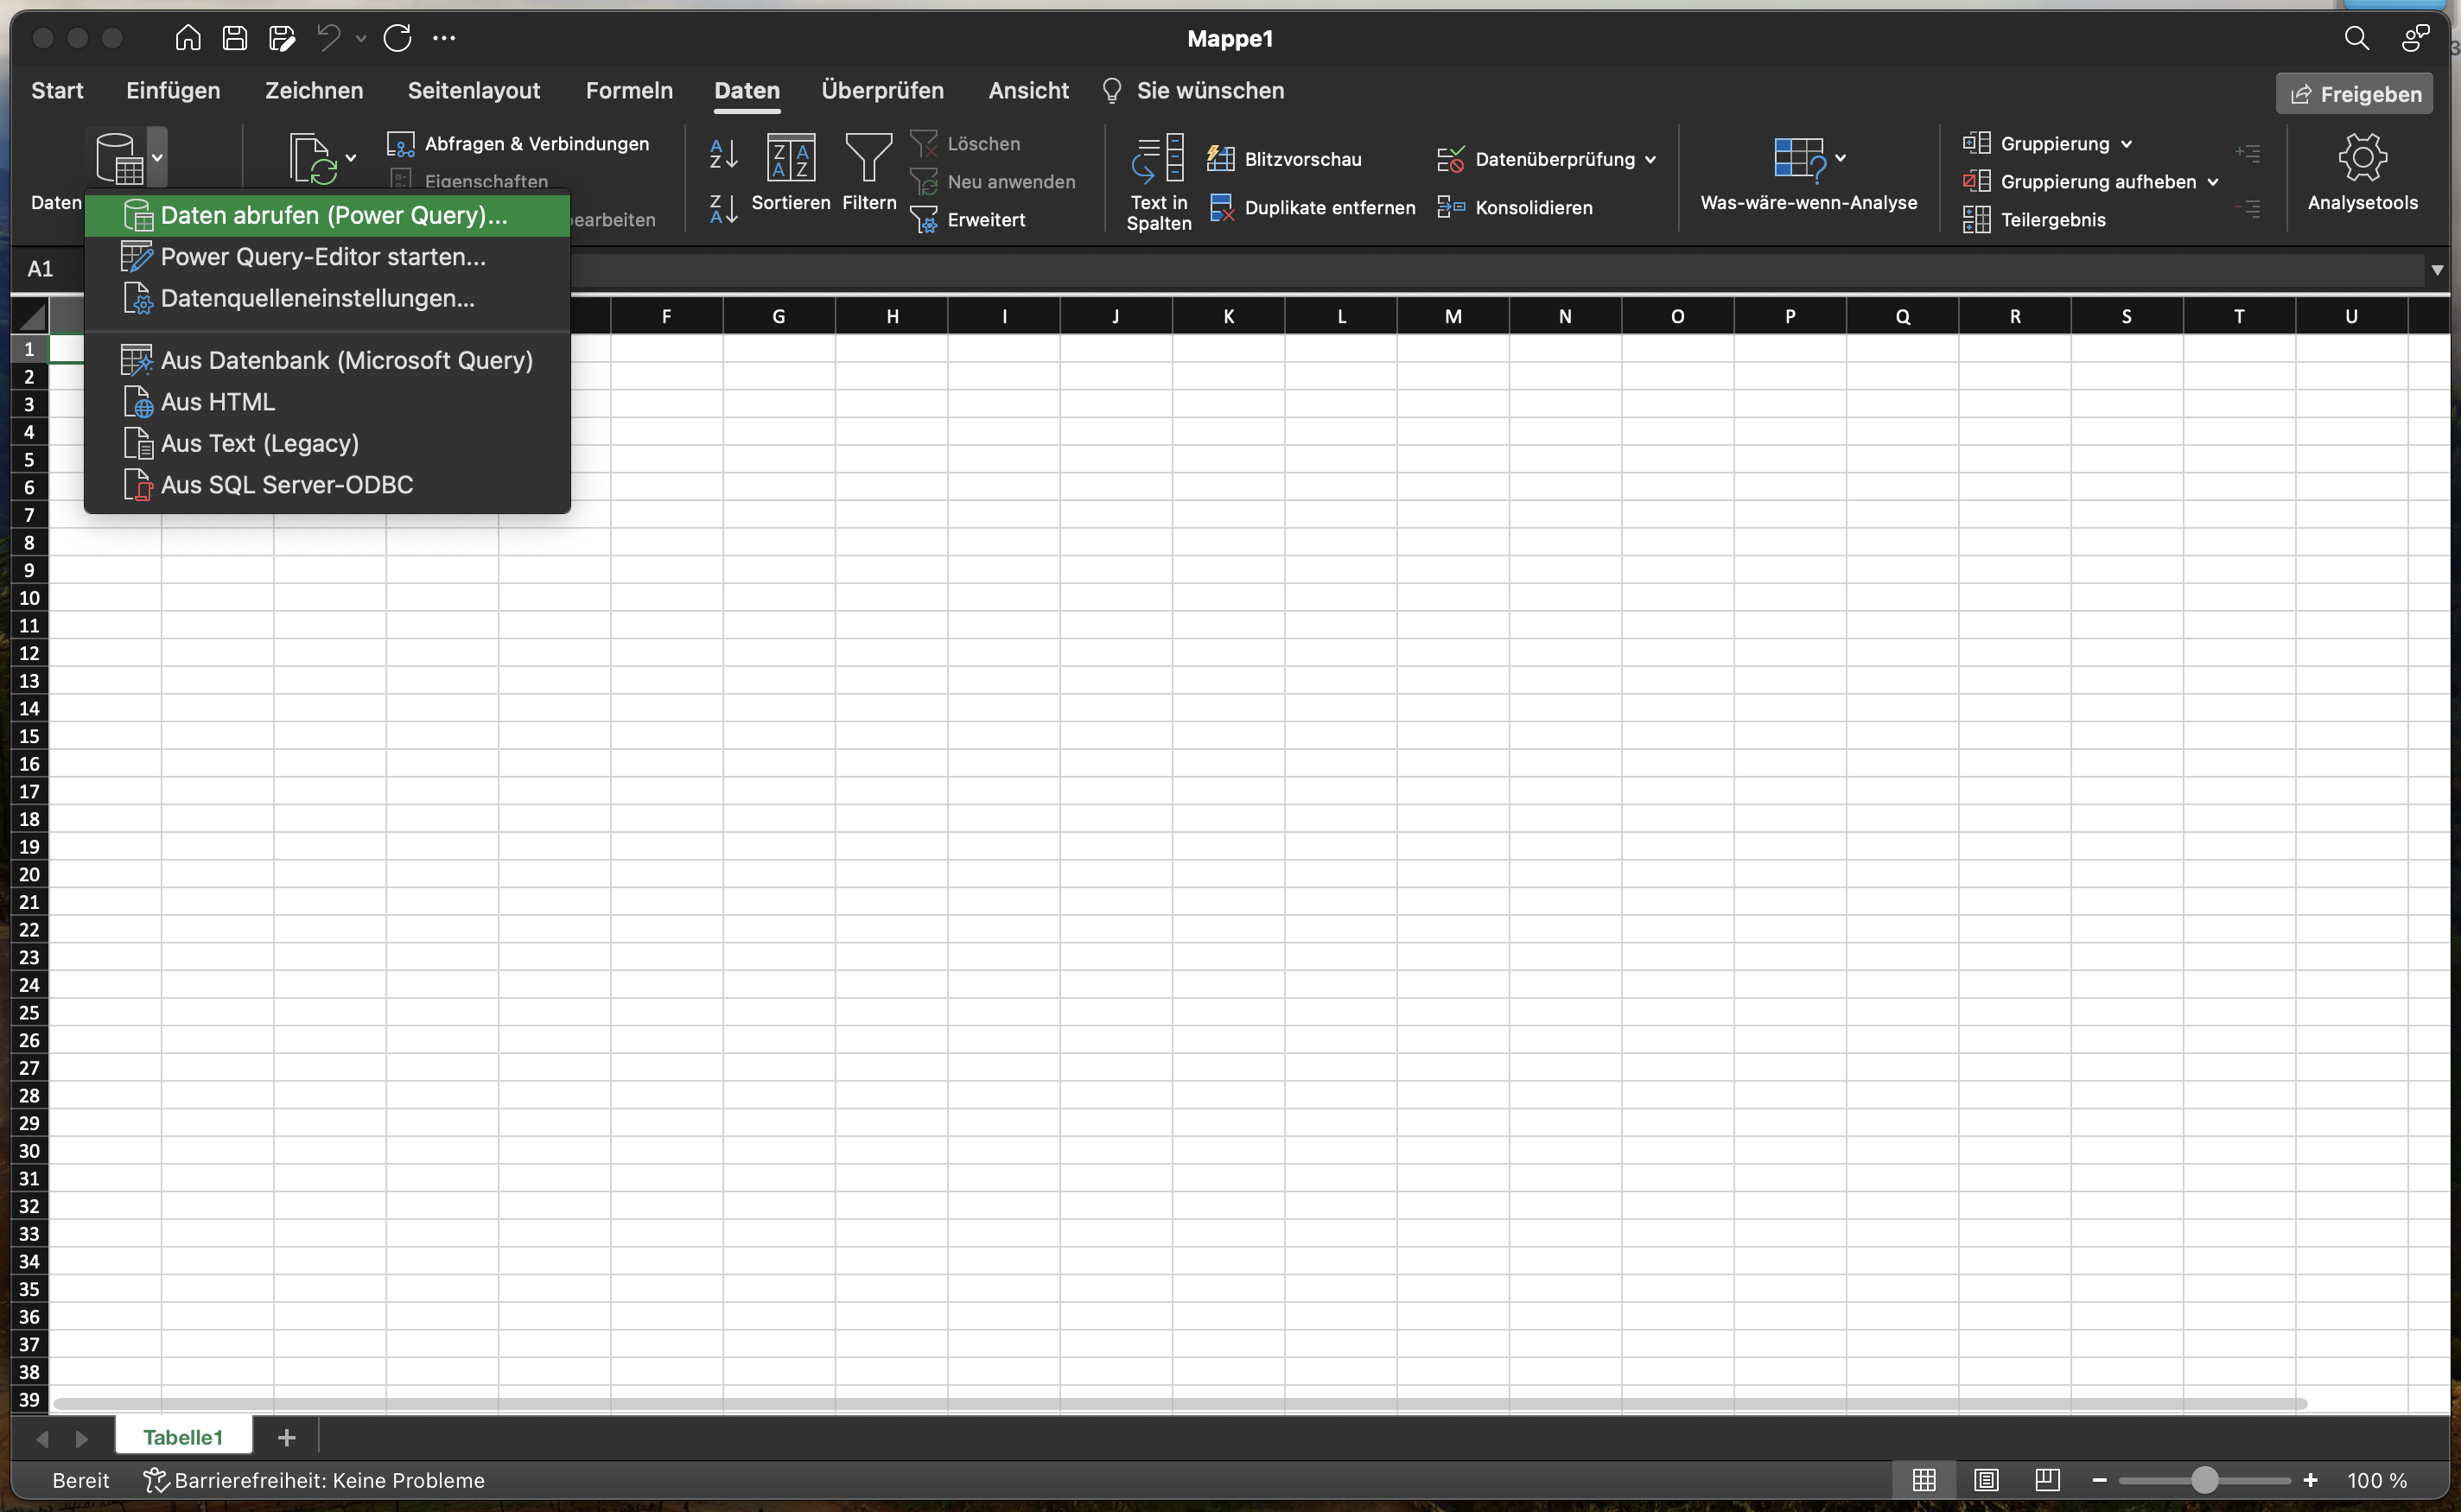 Mappe1
Start Einfügen Zeichnen Seitenlayout Formeln Daten Überprüfen Ansicht Sie wünschen Freigeben
Abfragen & Verbindungen
Eigenschaften
earbeiten
Daten
Sortieren Filtern
Löschen
Neu anwenden
Erweitert
Text in
Spalten
Blitzvorschau
Duplikate entfernen
Datenüberprüfung
Konsolidieren
Was-wäre-wenn-Analyse
Gruppierung
Gruppierung aufheben
Teilergebnis
Analysetools
Daten abrufen (Power Query)...
Power Query-Editor starten...
Datenquelleneinstellungen...
Aus Datenbank (Microsoft Query)
Aus HTML
Aus Text (Legacy)
Aus SQL Server-ODBC
A1
F G H I J K L M N O P Q R S T U
1
2
3
4
5
6
7
8
9
10
11
12
13
14
15
16
17
18
19
20
21
22
23
24
25
26
27
28
29
30
31
32
33
34
35
36
37
38
39
Tabelle1
Bereit Barrierefreiheit: Keine Probleme 100 %